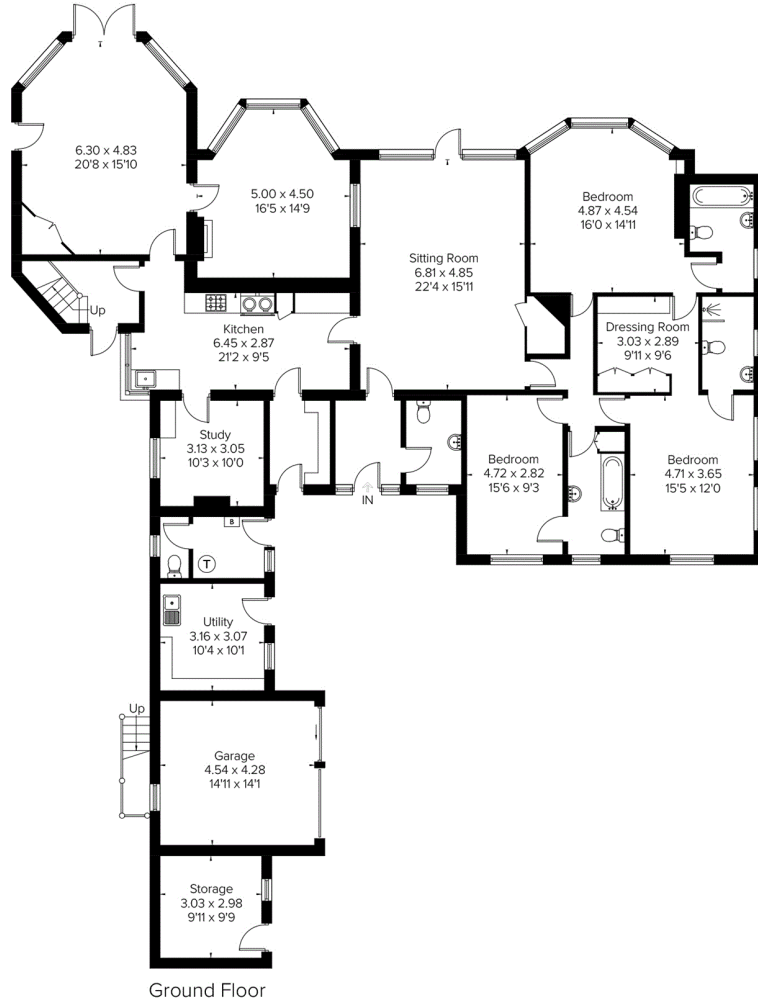 6.30 x 4.83
20'8 x 15'10
5.00 x 4.50
16'5 x 14'9
Bedroom
4.87 x 4.54
16'0 x 14'11
Sitting Room
6.81 x 4.85
22'4 x 15'11
Up
Kitchen
6.45 x 2.87
21'2 x 9'5
Dressing Room
3.03 x 2.89
9'11 x 9'6
Study
3.13 x 3.05
10'3 x 10'0
Bedroom
4.72 x 2.82
15'6 x 9'3
Bedroom
4.71 x 3.65
15'5 x 12'0
IN
B
T
Utility
3.16 x 3.07
10'4 x 10'1
Up
Garage
4.54 x 4.28
14'11 x 14'1
Storage
3.03 x 2.98
9'11 x 9'9
Ground Floor